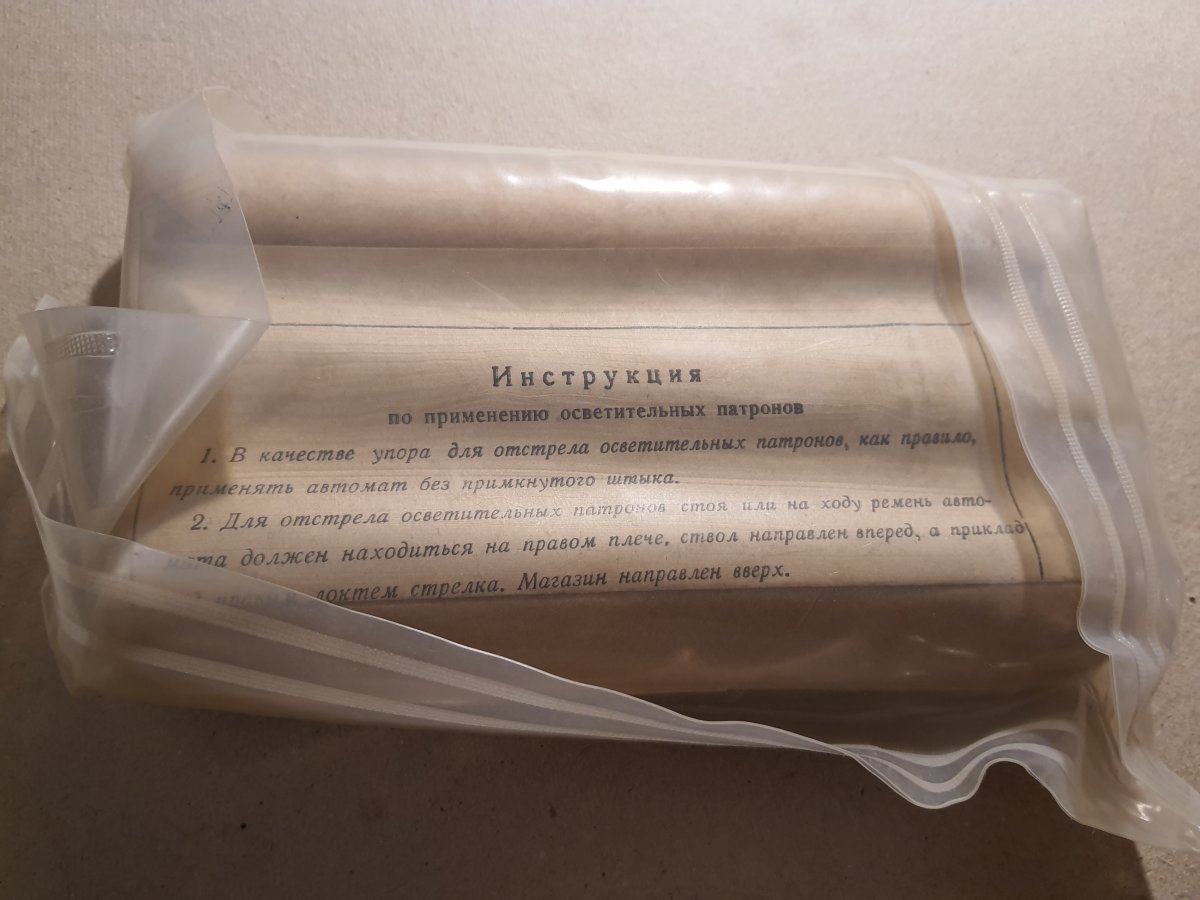 Инструкция
по применению осветительных патронов
1. В качестве упора для отстрела осветительных патронов, как правило,
применять автомат без примкнутого штыка.
2. Для отстрела осветительных патронов стоя или на ходу ремень авто-
мата должен находиться на правом плече, ствол направлен вперед, а приклад
правым локтем стрелка. Магазин направлен вверх.